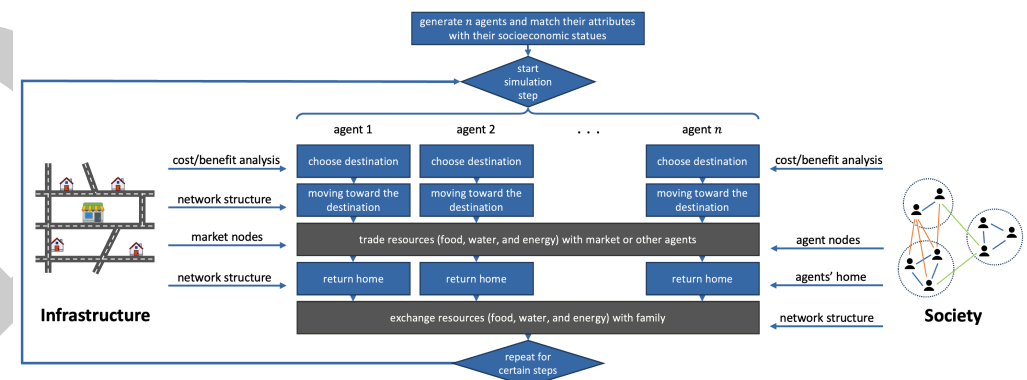 generate n agents and match their attributes
with their socioeconomic statues
start
simulation
step
agent 1
agent 2
. . .
agent n
cost/benefit analysis
choose destination
choose destination
choose destination
cost/benefit analysis
network structure
moving toward the
destination
moving toward the
destination
moving toward the
destination
market nodes
trade resources (food, water, and energy) with market or other agents
agent nodes
network structure
return home
return home
return home
agents’ home
Infrastructure
exchange resources (food, water, and energy) with family
network structure
Society
repeat for
certain steps